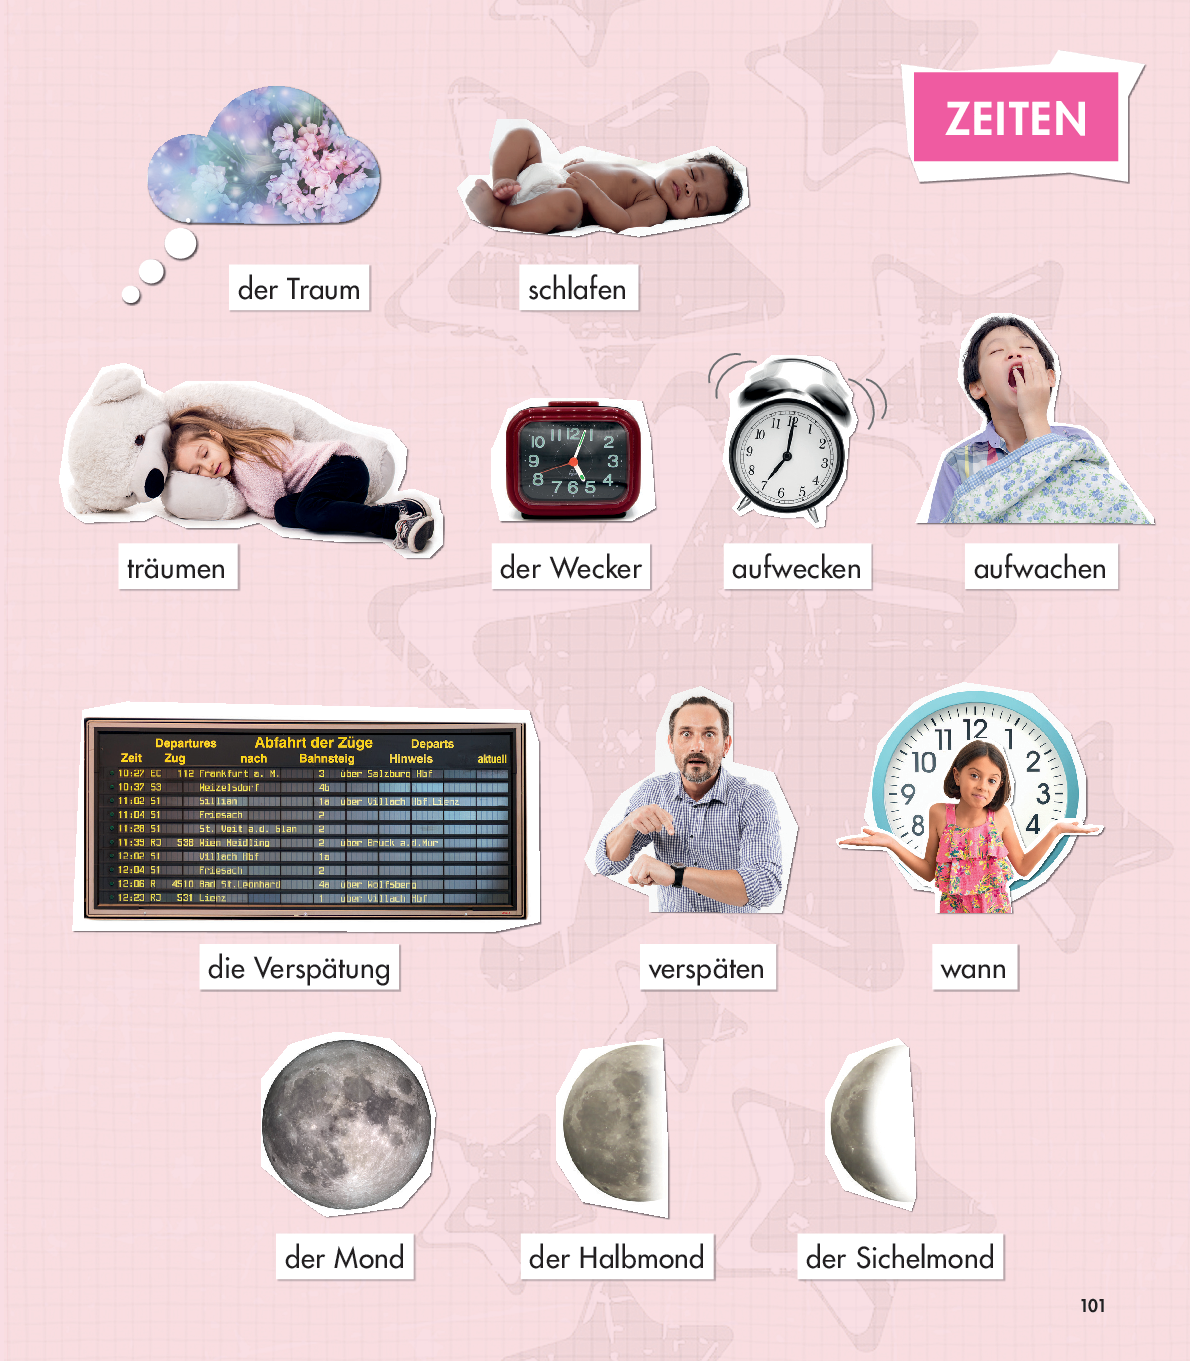 ZEITEN
der Traum
schlafen
träumen
der Wecker
aufwecken
aufwachen
Departures Abfahrt der Züge Departs
Zeit Zug nach Bahnsteig Hinweis aktuell
10:27 EC 112 Frankfurt a. M. 3 über Salzburg Hbf
10:37 S3 Weizelsdorf 4b
11:02 S1 Sillian 1a über Villach Hbf.Lienz
11:04 S1 Friesach 2
11:28 S1 St. Veit a.d. Glan 2
11:39 RJ 538 Wien Meidling 2 über Bruck a.d.Mur
12:02 S1 Villach Hbf 1a
12:04 S1 Friesach 2
12:06 R 4510 Bad St.Leonhard 4a über Wolfsberg
12:23 RJ 531 Lienz 1 über Villach Hbf
die Verspätung
verspäten
wann
der Mond
der Halbmond
der Sichelmond
101